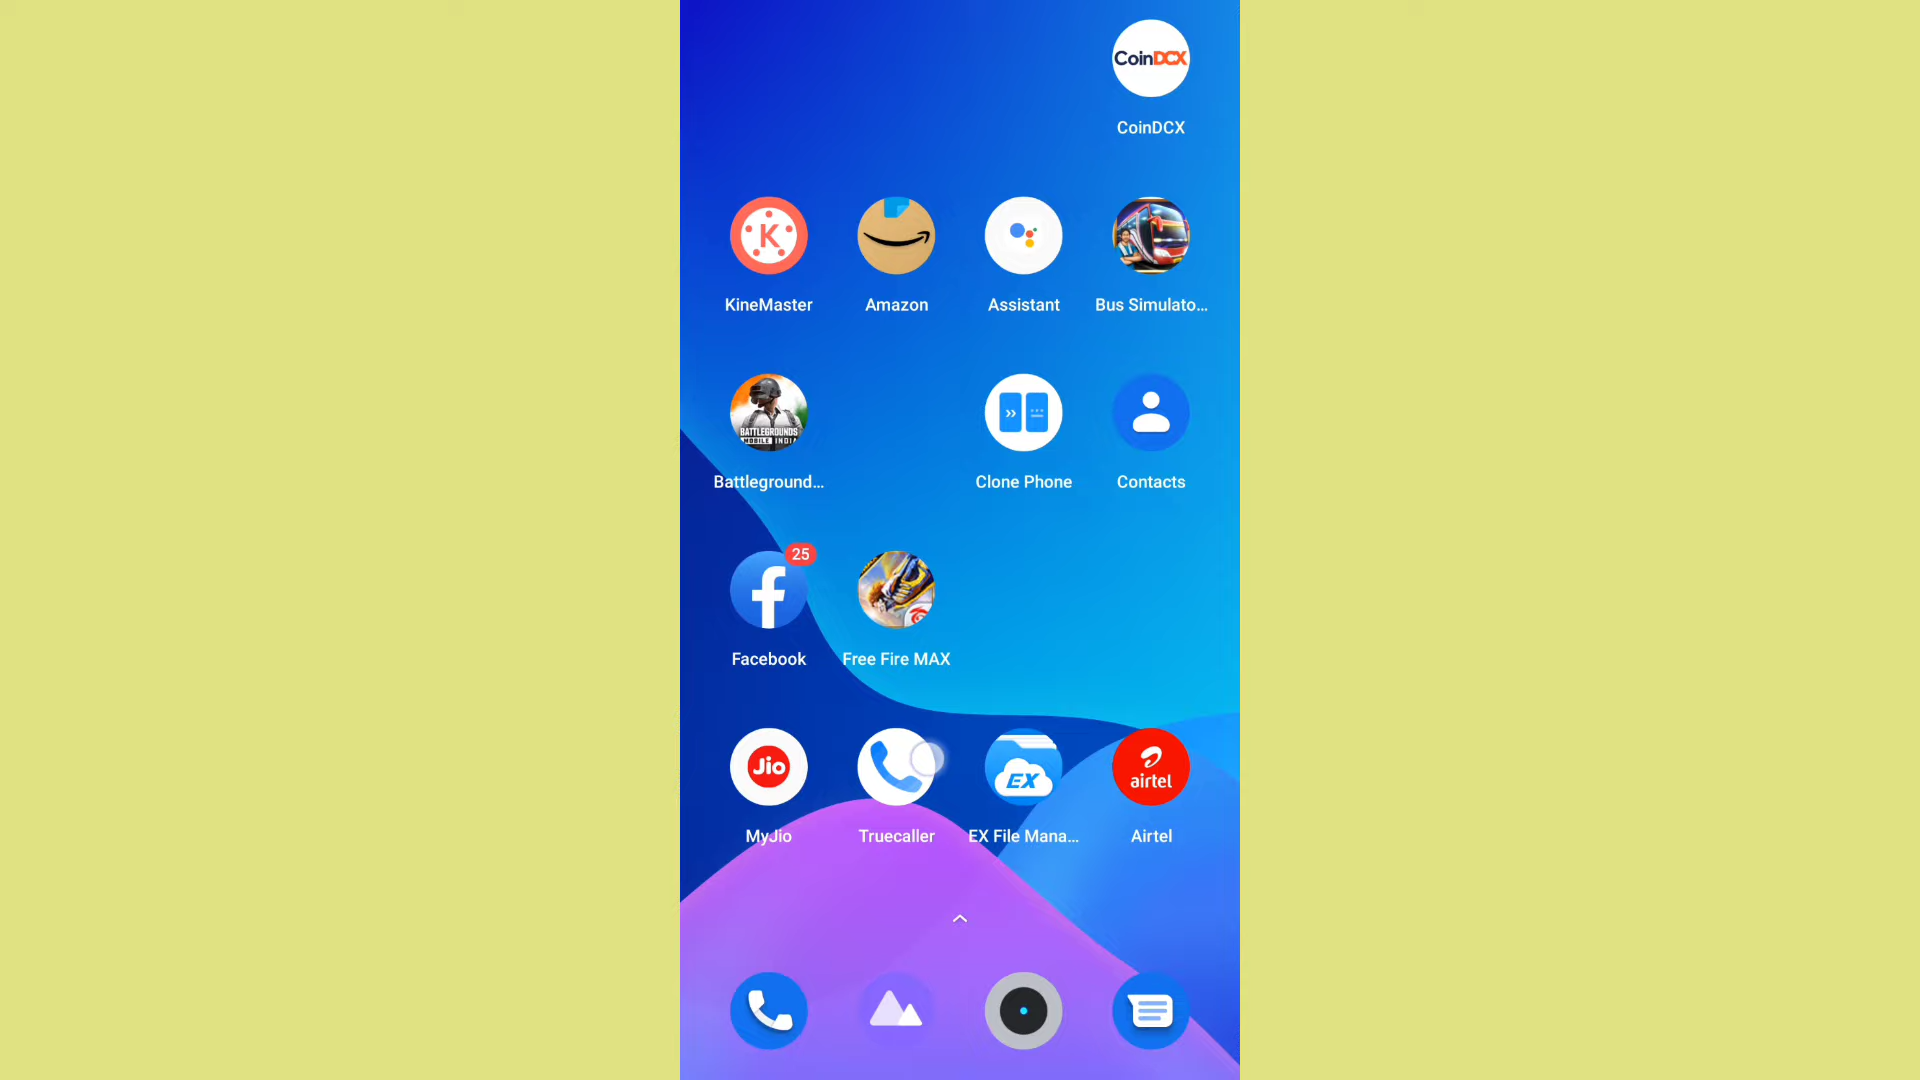 CoinDCX
CoinDCX
K
KineMaster
Amazon
Assistant
Bus Simulato...
BATTLEGROUNDS
MOBILE INDIA
Battleground...
Clone Phone
Contacts
25
f
Facebook
Free Fire MAX
Jio
EX
airtel
MyJio
Truecaller
EX File Mana...
Airtel